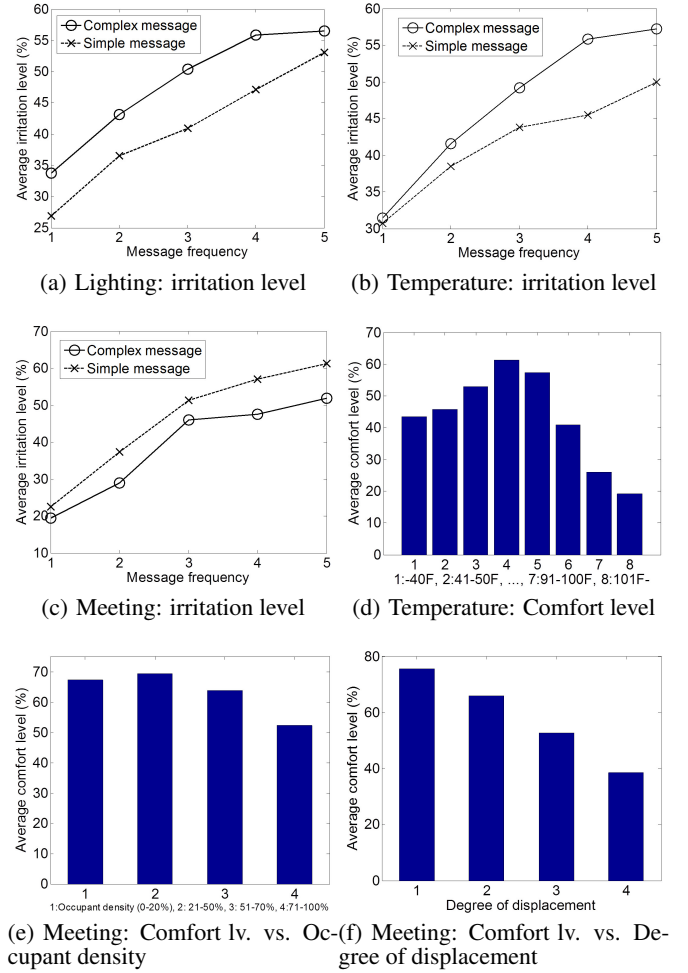 60
55
50
45
40
35
30
25
Average irritation level (%)
Complex message
Simple message
1 2 3 4 5
Message frequency
(a) Lighting: irritation level
60
55
50
45
40
35
30
Average irritation level (%)
Complex message
Simple message
1 2 3 4 5
Message frequency
(b) Temperature: irritation level
70
60
50
40
30
20
10
Average irritation level (%)
Complex message
Simple message
1 2 3 4 5
Message frequency
(c) Meeting: irritation level
70
60
50
40
30
20
10
0
Average comfort level (%)
1 2 3 4 5 6 7 8
1:-40F, 2:41-50F, ..., 7:91-100F, 8:101F-
(d) Temperature: Comfort level
70
60
50
40
30
20
10
0
Average comfort level (%)
1 2 3 4
1:Occupant density (0-20%), 2: 21-50%, 3: 51-70%, 4:71-100%
(e) Meeting: Comfort lv. vs. Oc-
cupant density
80
60
40
20
0
Average comfort level (%)
1 2 3 4
Degree of displacement
(f) Meeting: Comfort lv. vs. De-
gree of displacement